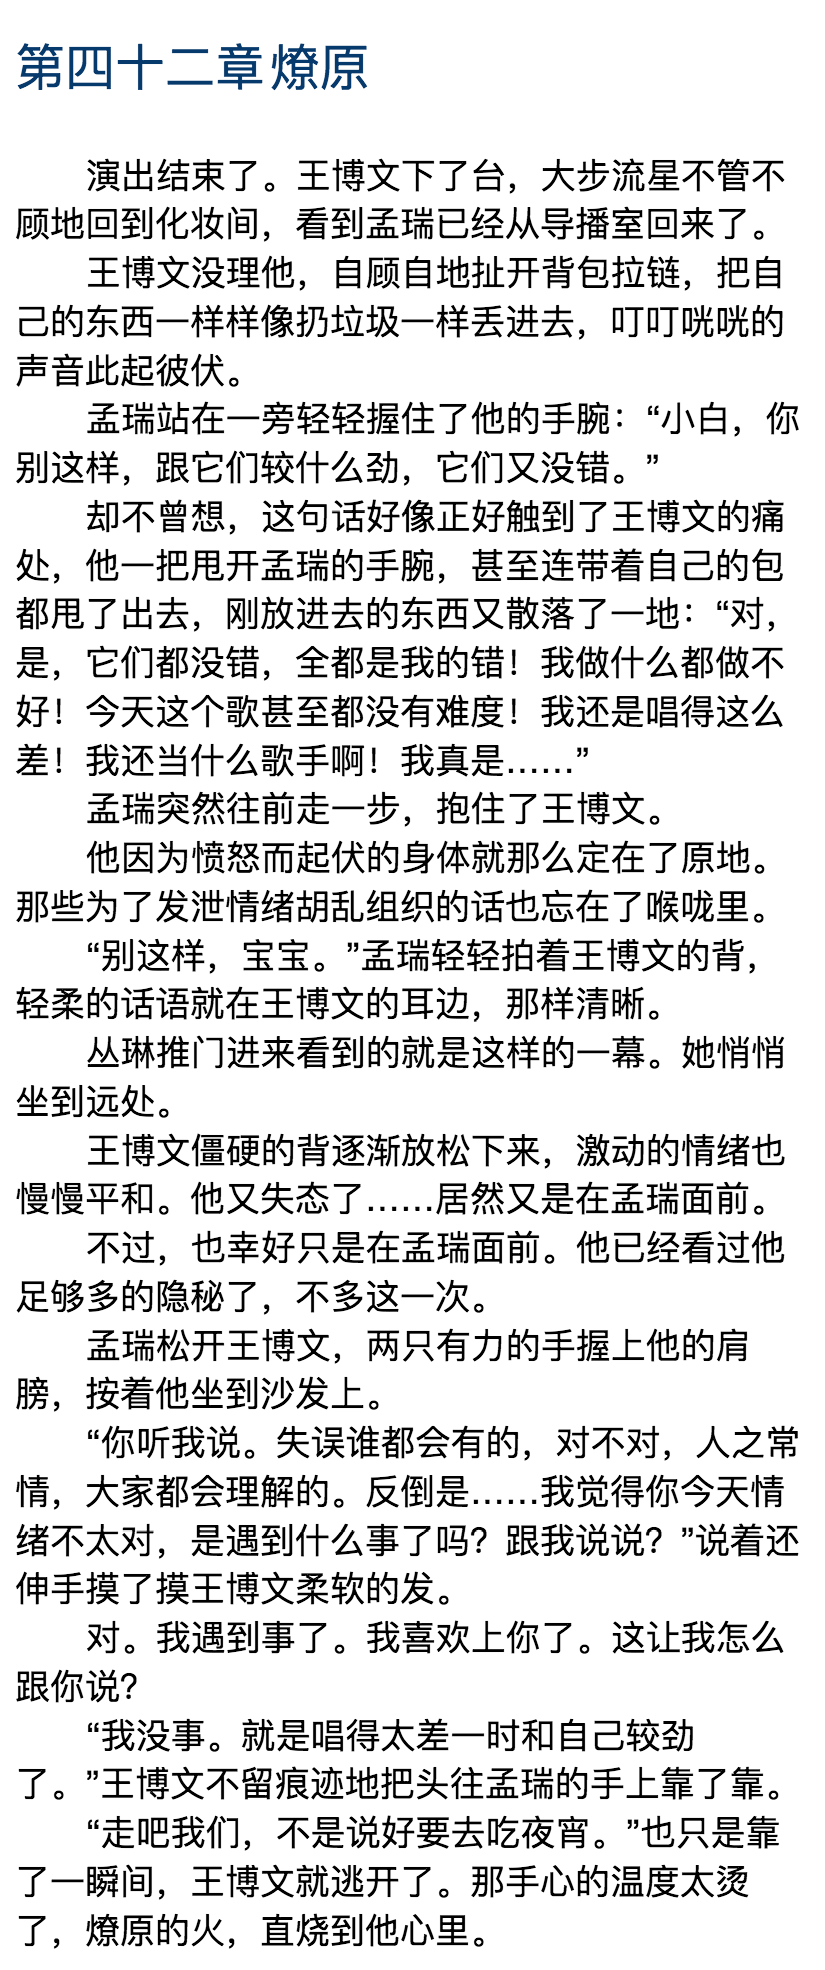 第四十二章 燎原
演出结束了。王博文下了台，大步流星不管不
顾地回到化妆间，看到孟瑞已经从导播室回来了。
王博文没理他，自顾自地扯开背包拉链，把自
己的东西一样样像扔垃圾一样丢进去，叮叮咣咣的
声音此起彼伏。
孟瑞站在一旁轻轻握住了他的手腕：“小白，你
别这样，跟它们较什么劲，它们又没错。”
却不曾想，这句话好像正好触到了王博文的痛
处，他一把甩开孟瑞的手腕，甚至连带着自己的包
都甩了出去，刚放进去的东西又散落了一地：“对，
是，它们都没错，全都是我的错！我做什么都做不
好！今天这个歌甚至都没有难度！我还是唱得这么
差！我还当什么歌手啊！我真是……”
孟瑞突然往前走一步，抱住了王博文。
他因为愤怒而起伏的身体就那么定在了原地。
那些为了发泄情绪胡乱组织的话也忘在了喉咙里。
“别这样，宝宝。”孟瑞轻轻拍着王博文的背，
轻柔的话语就在王博文的耳边，那样清晰。
丛琳推门进来看到的就是这样的一幕。她悄悄
坐到远处。
王博文僵硬的背逐渐放松下来，激动的情绪也
慢慢平和。他又失态了……居然又是在孟瑞面前。
不过，也幸好只是在孟瑞面前。他已经看过他
足够多的隐秘了，不多这一次。
孟瑞松开王博文，两只有力的手握上他的肩
膀，按着他坐到沙发上。
“你听我说。失误谁都会有的，对不对，人之常
情，大家都会理解的。反倒是……我觉得你今天情
绪不太对，是遇到什么事了吗？跟我说说？”说着还
伸手摸了摸王博文柔软的发。
对。我遇到事了。我喜欢上你了。这让我怎么
跟你说？
“我没事。就是唱得太差一时和自己较劲
了。”王博文不留痕迹地把头往孟瑞的手上靠了靠。
“走吧我们，不是说好要去吃夜宵。”也只是靠
了一瞬间，王博文就逃开了。那手心的温度太烫
了，燎原的火，直烧到他心里。